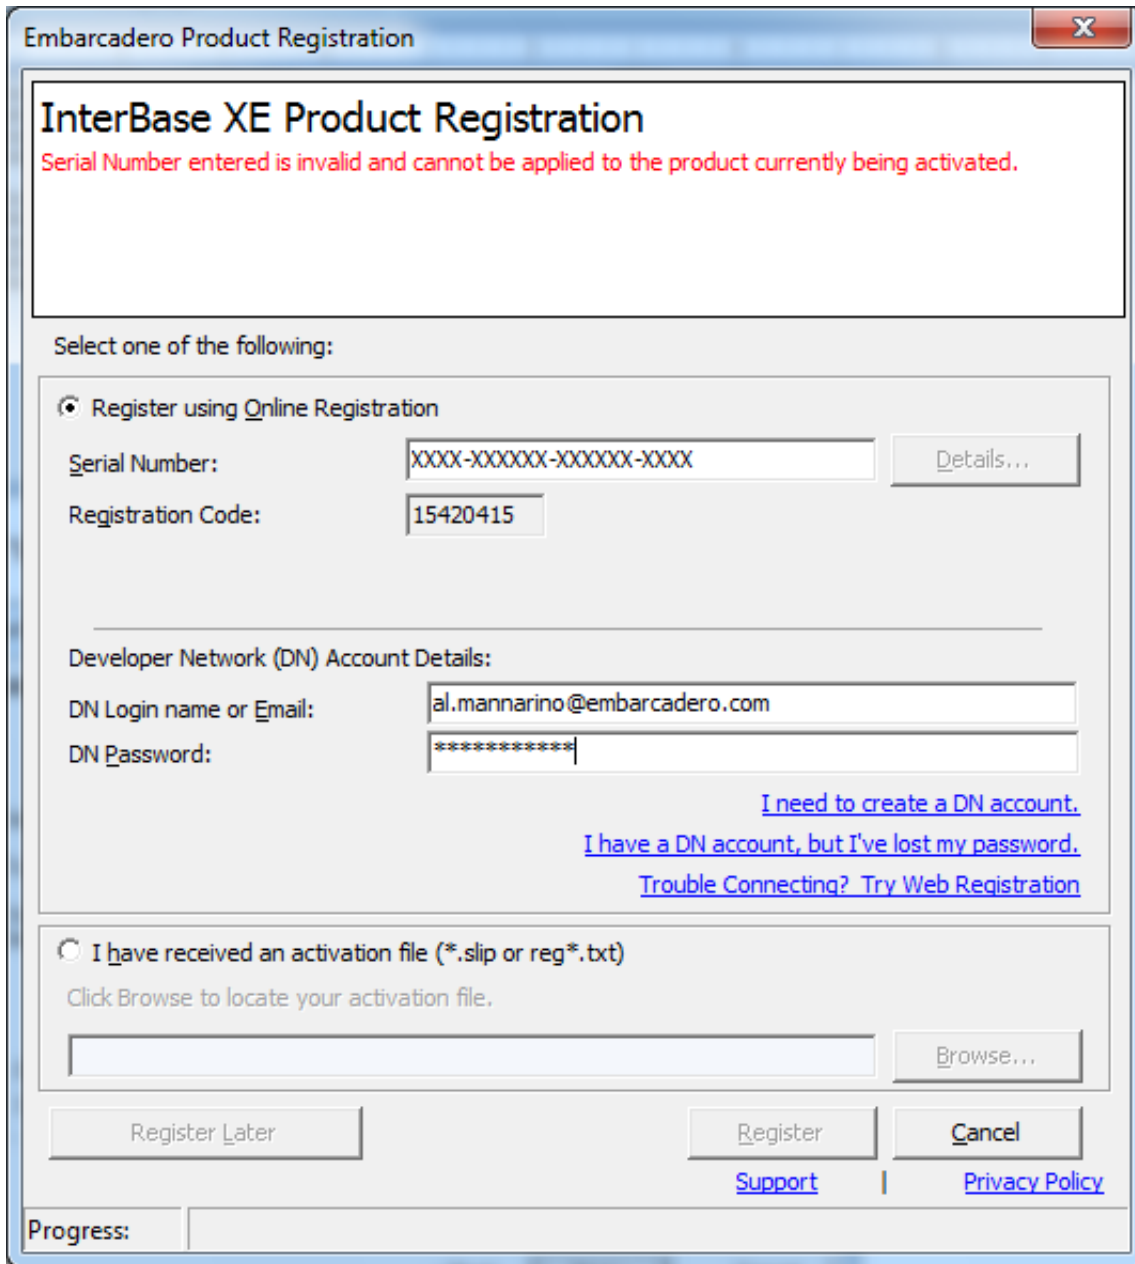 Embarcadero Product Registration
InterBase XE Product Registration
Serial Number entered is invalid and cannot be applied to the product currently being activated.
Select one of the following:
Register using Online Registration
Serial Number: XXXX-XXXXXX-XXXXXX-XXXX Details...
Registration Code: 15420415
Developer Network (DN) Account Details:
DN Login name or Email: al.mannarino@embarcadero.com
DN Password: ***********
I need to create a DN account.
I have a DN account, but I've lost my password.
Trouble Connecting? Try Web Registration
I have received an activation file (*.slip or reg*.txt)
Click Browse to locate your activation file.
Browse...
Register Later Register Cancel
Support | Privacy Policy
Progress: